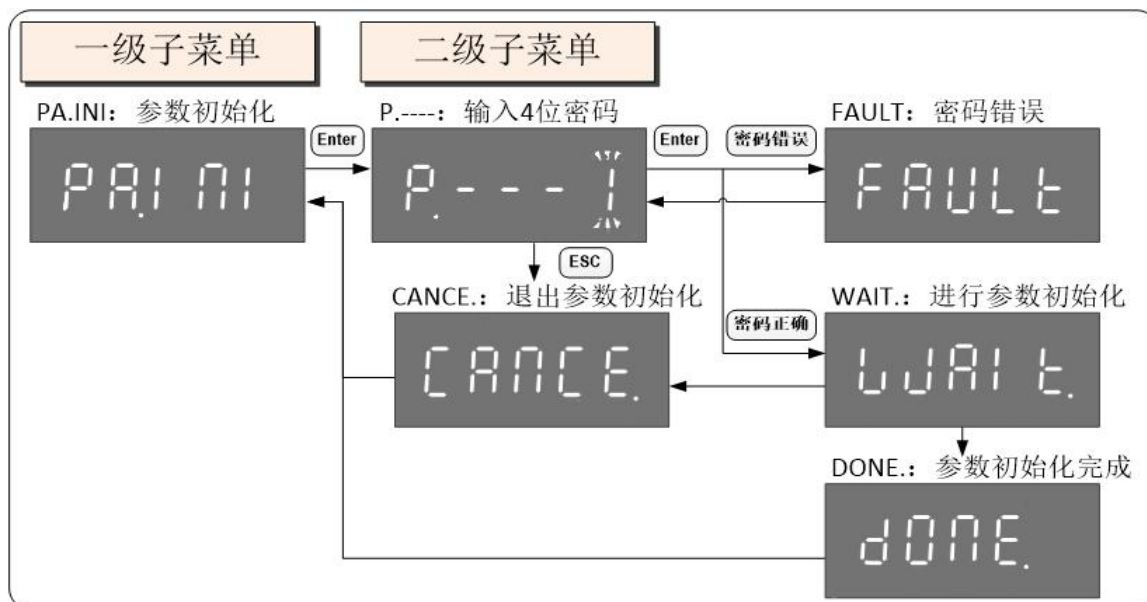 一级子菜单
二级子菜单
PA.INI：参数初始化
P.----：输入4位密码
FAULT：密码错误
Enter
Enter
密码错误
PA.INI
P.---1
FAULt
ESC
CANCE.：退出参数初始化
WAIT.：进行参数初始化
密码正确
CANCE.
WAIt.
DONE.：参数初始化完成
dONE.